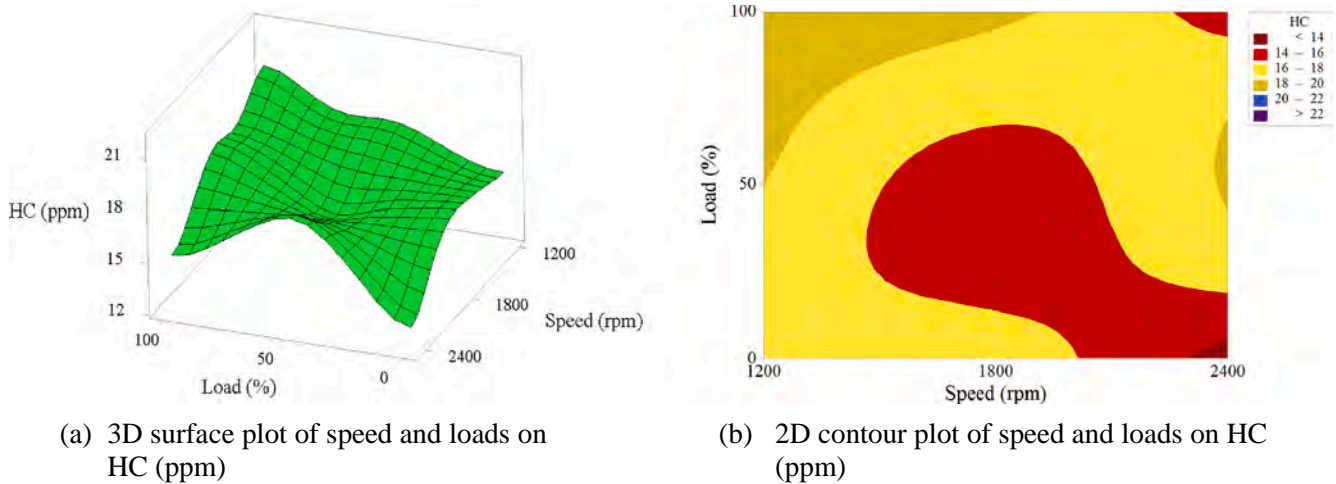 21
HC (ppm)
18
15
12
100
50
0
Load (%)
1200
1800
Speed (rpm)
2400
100
50
0
Load (%)
1200
1800
2400
Speed (rpm)
HC
< 14
14 – 16
16 – 18
18 – 20
20 – 22
> 22
(a) 3D surface plot of speed and loads on
HC (ppm)
(b) 2D contour plot of speed and loads on HC
(ppm)